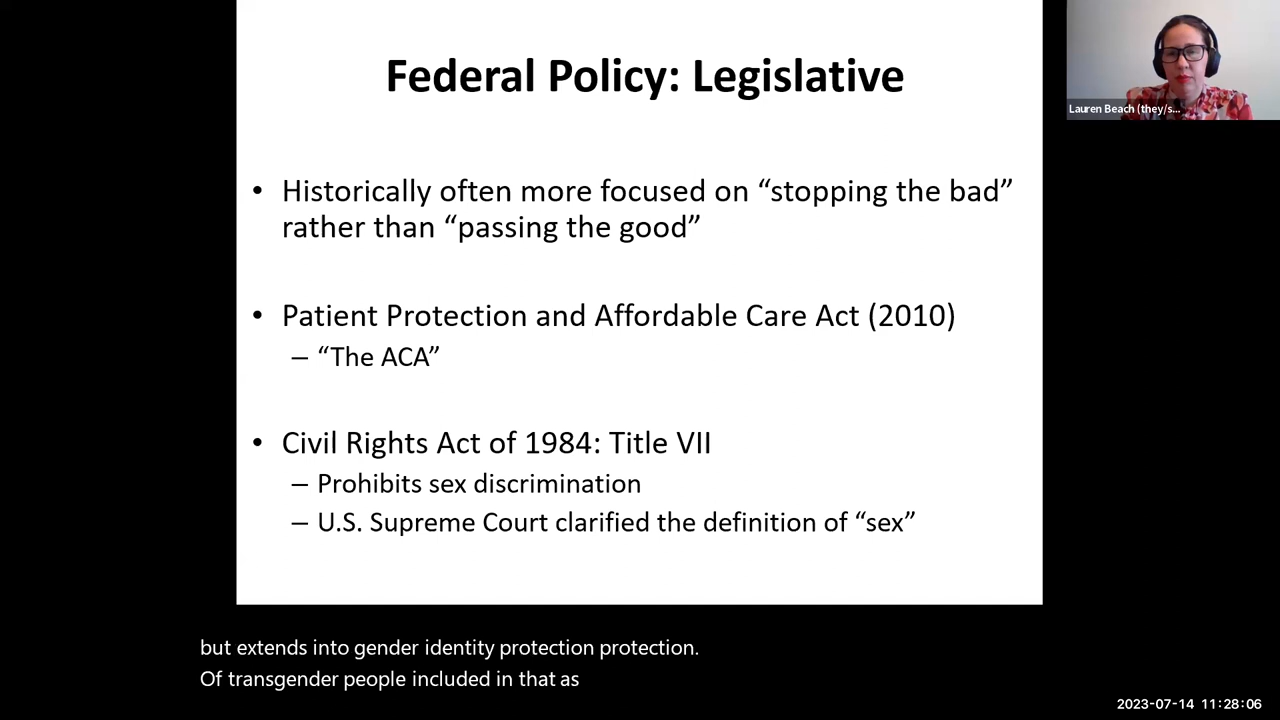 Federal Policy: Legislative
Lauren Beach (they/s...
• Historically often more focused on “stopping the bad”
rather than “passing the good”
• Patient Protection and Affordable Care Act (2010)
– “The ACA”
• Civil Rights Act of 1984: Title VII
– Prohibits sex discrimination
– U.S. Supreme Court clarified the definition of “sex”
but extends into gender identity protection protection.
Of transgender people included in that as
2023-07-14 11:28:06